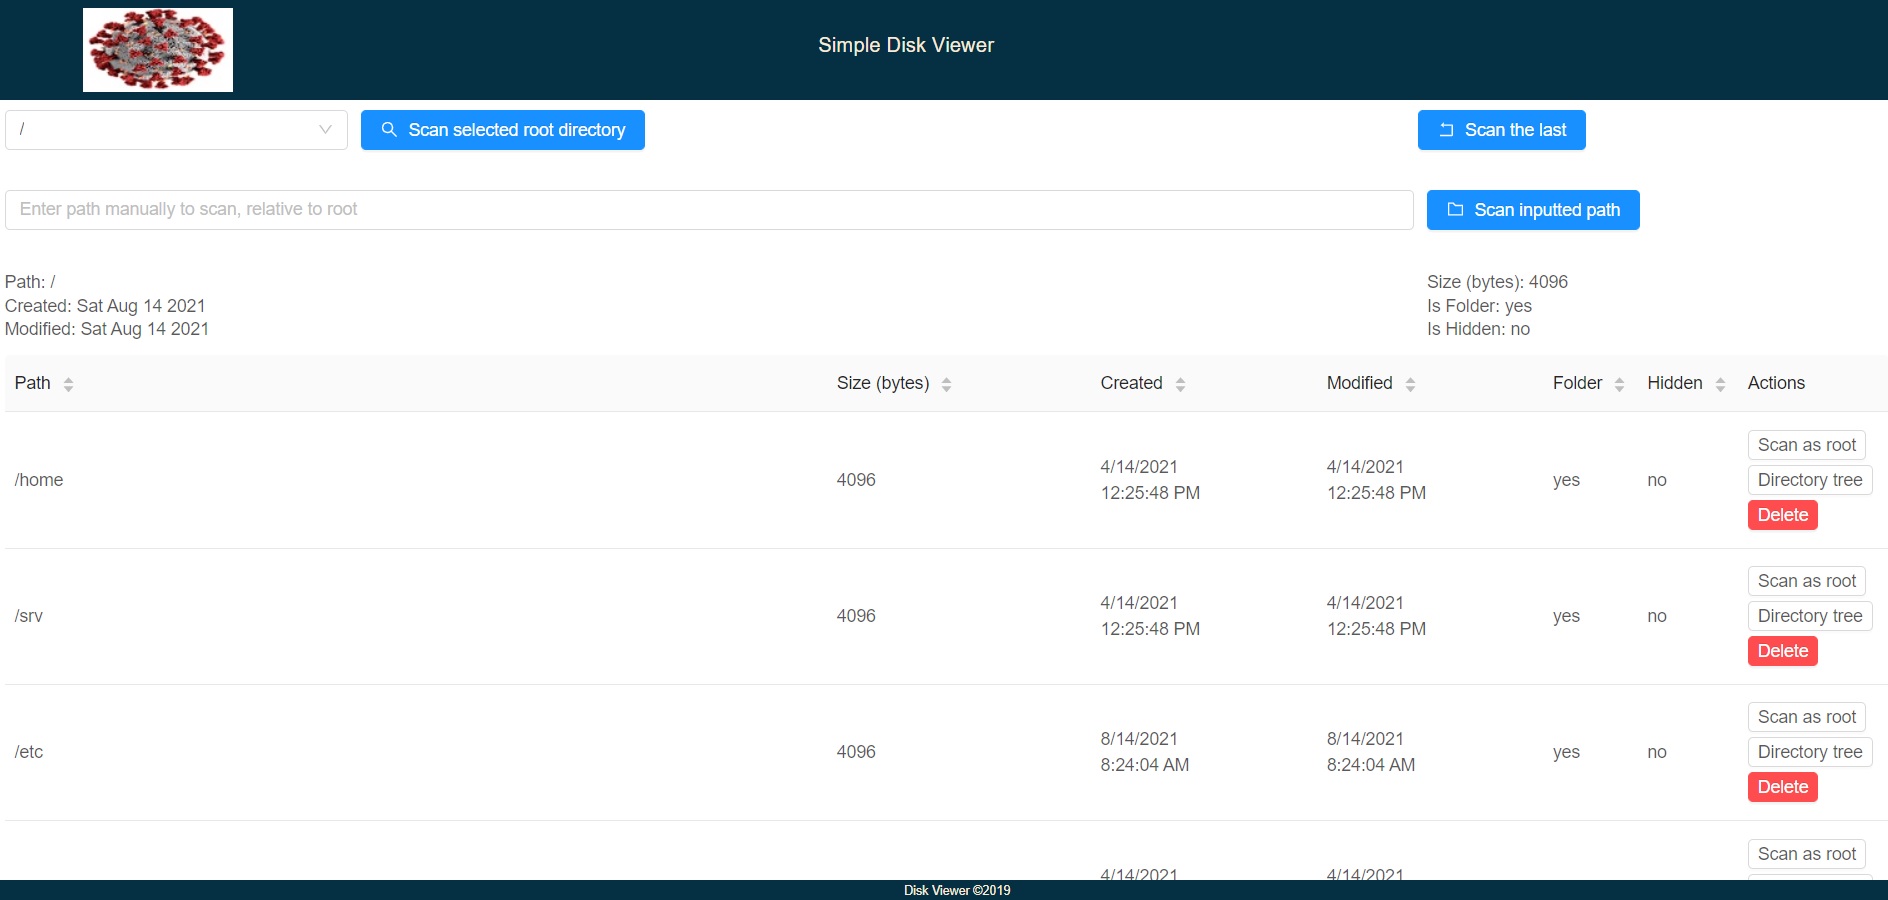 Simple Disk Viewer
/
Scan selected root directory
Scan the last
Enter path manually to scan, relative to root
Scan inputted path
Path: /
Created: Sat Aug 14 2021
Modified: Sat Aug 14 2021
Size (bytes): 4096
Is Folder: yes
Is Hidden: no
Path Size (bytes) Created Modified Folder Hidden Actions
/home 4096 4/14/2021 12:25:48 PM 4/14/2021 12:25:48 PM yes no
Scan as root
Directory tree
Delete
/srv 4096 4/14/2021 12:25:48 PM 4/14/2021 12:25:48 PM yes no
Scan as root
Directory tree
Delete
/etc 4096 8/14/2021 8:24:04 AM 8/14/2021 8:24:04 AM yes no
Scan as root
Directory tree
Delete
4/14/2021 4/14/2021
Scan as root
Disk Viewer ©2019